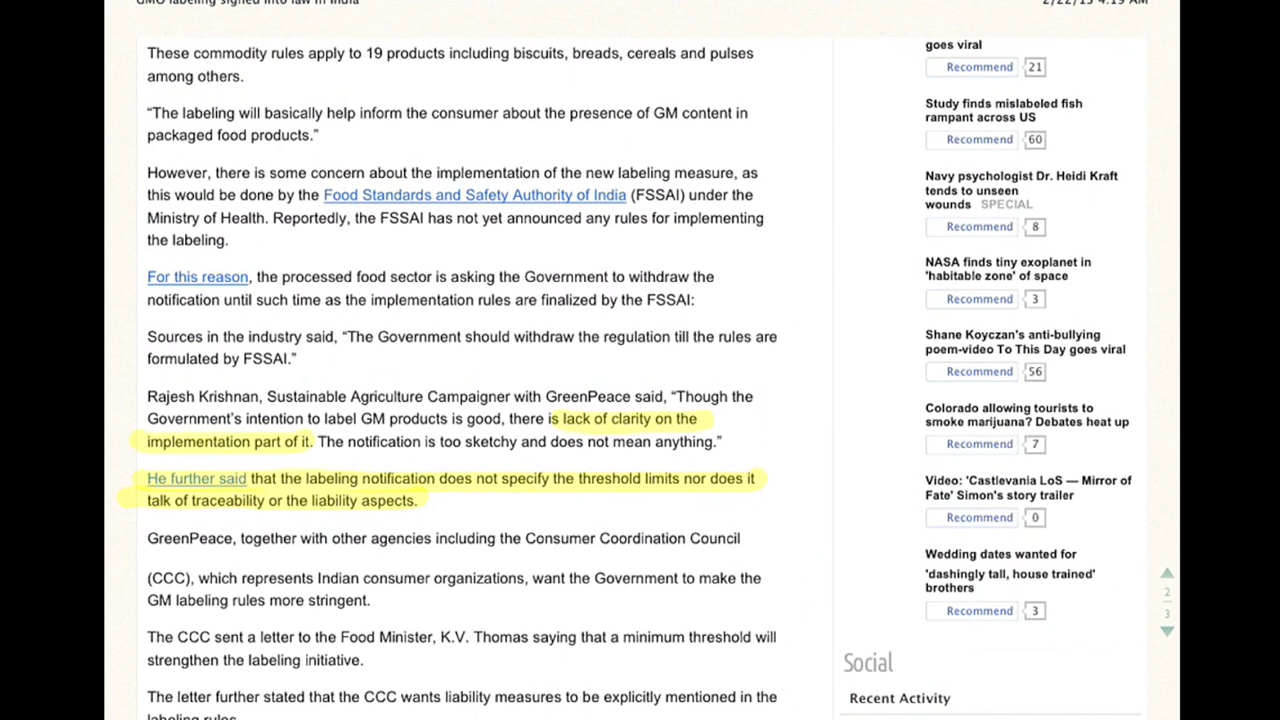 GMO labeling signed into law in India
2/22/13 4:19 AM
These commodity rules apply to 19 products including biscuits, breads, cereals and pulses
among others.
“The labeling will basically help inform the consumer about the presence of GM content in
packaged food products.”
However, there is some concern about the implementation of the new labeling measure, as
this would be done by the Food Standards and Safety Authority of India (FSSAI) under the
Ministry of Health. Reportedly, the FSSAI has not yet announced any rules for implementing
the labeling.
For this reason, the processed food sector is asking the Government to withdraw the
notification until such time as the implementation rules are finalized by the FSSAI:
Sources in the industry said, “The Government should withdraw the regulation till the rules are
formulated by FSSAI.”
Rajesh Krishnan, Sustainable Agriculture Campaigner with GreenPeace said, “Though the
Government’s intention to label GM products is good, there is lack of clarity on the
implementation part of it. The notification is too sketchy and does not mean anything.”
He further said that the labeling notification does not specify the threshold limits nor does it
talk of traceability or the liability aspects.
GreenPeace, together with other agencies including the Consumer Coordination Council
(CCC), which represents Indian consumer organizations, want the Government to make the
GM labeling rules more stringent.
The CCC sent a letter to the Food Minister, K.V. Thomas saying that a minimum threshold will
strengthen the labeling initiative.
The letter further stated that the CCC wants liability measures to be explicitly mentioned in the
labeling rules
goes viral
Recommend 21
Study finds mislabeled fish
rampant across US
Recommend 60
Navy psychologist Dr. Heidi Kraft
tends to unseen
wounds SPECIAL
Recommend 8
NASA finds tiny exoplanet in
'habitable zone' of space
Recommend 3
Shane Koyczan's anti-bullying
poem-video To This Day goes viral
Recommend 56
Colorado allowing tourists to
smoke marijuana? Debates heat up
Recommend 7
Video: 'Castlevania LoS — Mirror of
Fate' Simon's story trailer
Recommend 0
Wedding dates wanted for
'dashingly tall, house trained'
brothers
Recommend 3
2
3
Social
Recent Activity